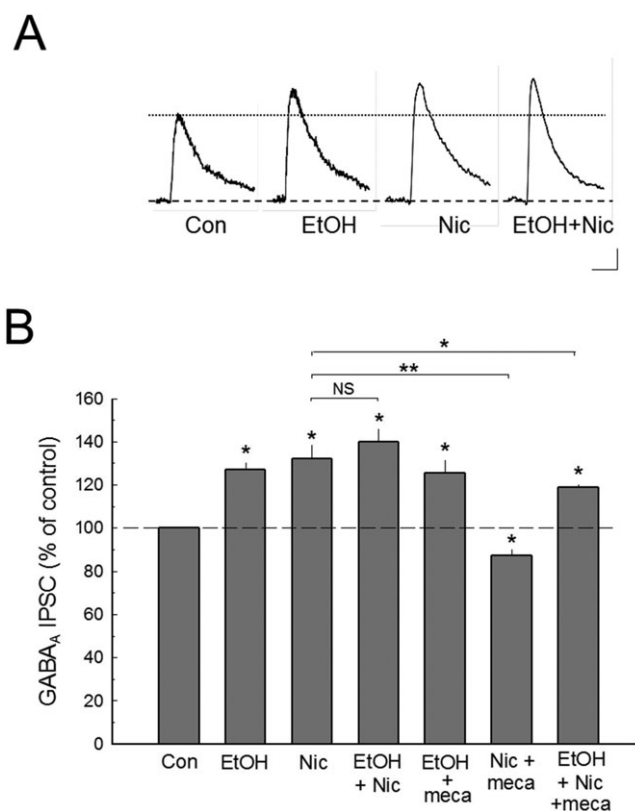 A
Con EtOH Nic EtOH+Nic
B
*
**
NS
160
140
120
100
80
60
40
20
0
* * * * * *
GABAA IPSC (% of control)
Con EtOH Nic EtOH EtOH Nic + EtOH
+ Nic + meca + Nic
meca +meca